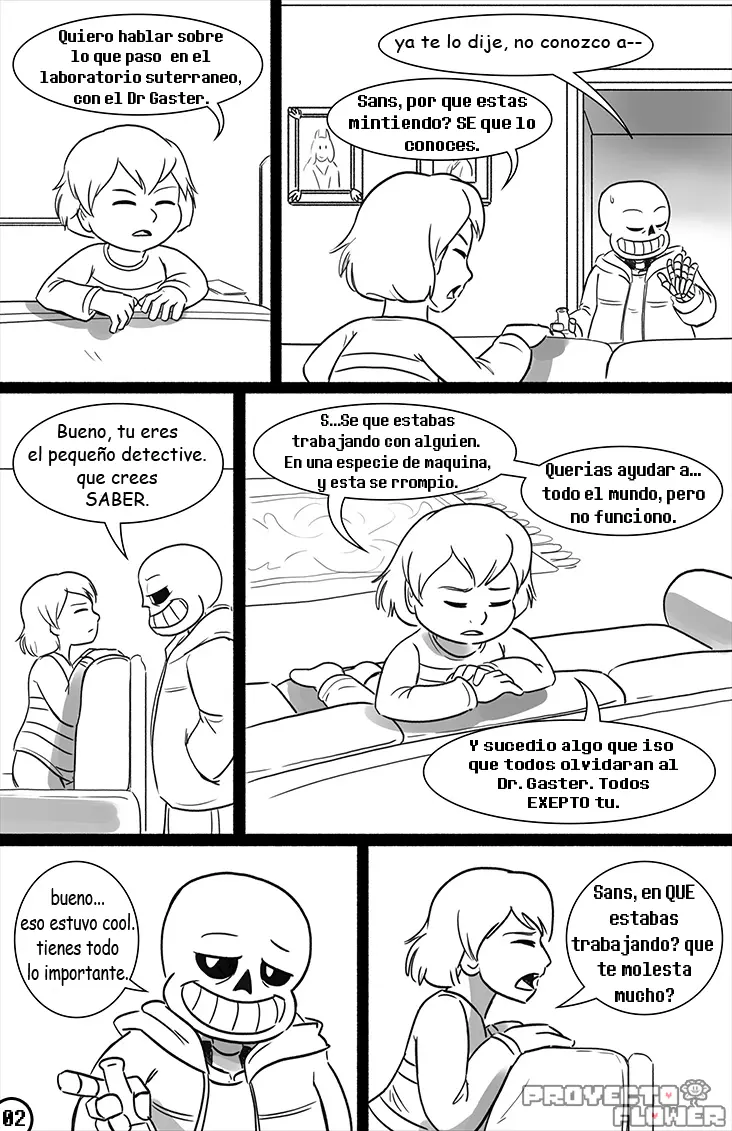 Quiero hablar sobre
lo que paso en el
laboratorio suterraneo,
con el Dr Gaster.
ya te lo dije, no conozco a--
Sans, por que estas
mintiendo? SE que lo
conoces.
Bueno, tu eres
el pequeño detective.
que crees
SABER.
S...Se que estabas
trabajando con alguien.
En una especie de maquina,
y esta se rrompio.
Querias ayudar a...
todo el mundo, pero
no funciono.
Y sucedio algo que iso
que todos olvidaran al
Dr. Gaster. Todos
EXEPTO tu.
bueno...
eso estuvo cool.
tienes todo
lo importante.
Sans, en QUE
estabas
trabajando? que
te molesta
mucho?
02
PROYECTO
FLOWER